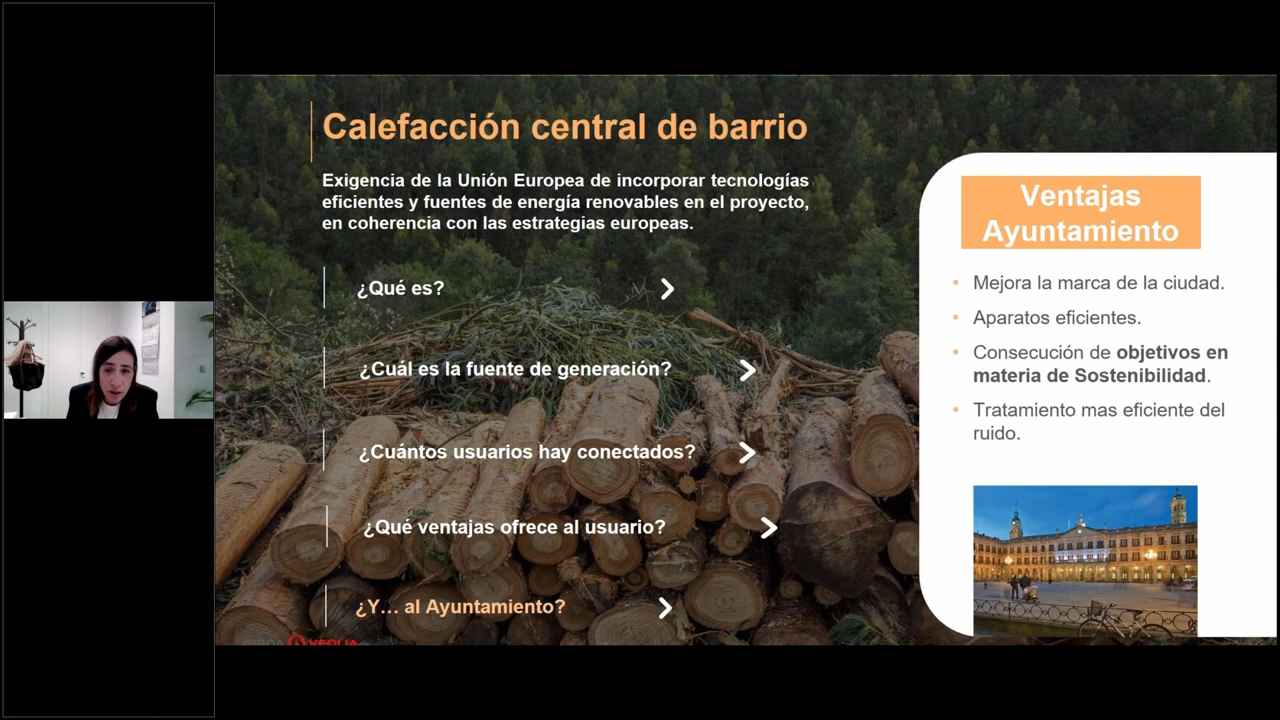 Calefacción central de barrio
Exigencia de la Unión Europea de incorporar tecnologías
eficientes y fuentes de energía renovables en el proyecto,
en coherencia con las estrategias europeas.
¿Qué es?
¿Cuál es la fuente de generación?
¿Cuántos usuarios hay conectados?
¿Qué ventajas ofrece al usuario?
¿Y... al Ayuntamiento?
Ventajas
Ayuntamiento
• Mejora la marca de la ciudad.
• Aparatos eficientes.
• Consecución de objetivos en
materia de Sostenibilidad.
• Tratamiento mas eficiente del
ruido.
VEOLIA